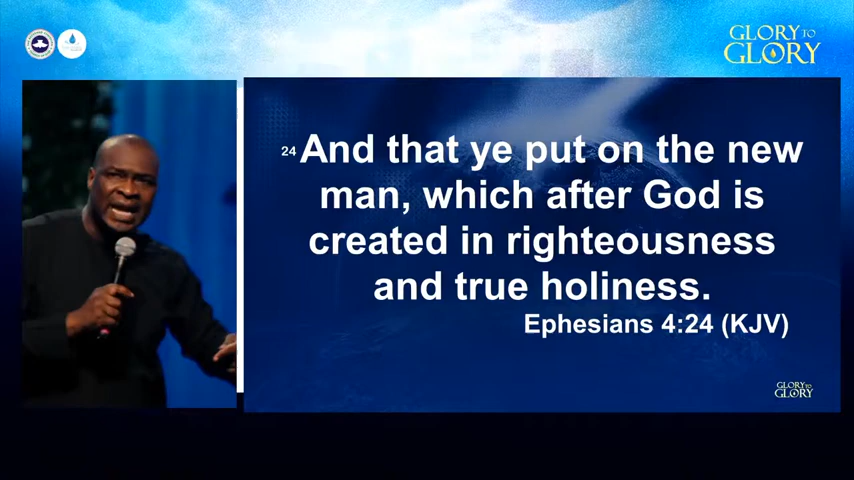 GLORY TO
GLORY
24 And that ye put on the new
man, which after God is
created in righteousness
and true holiness.
Ephesians 4:24 (KJV)
GLORY TO
GLORY